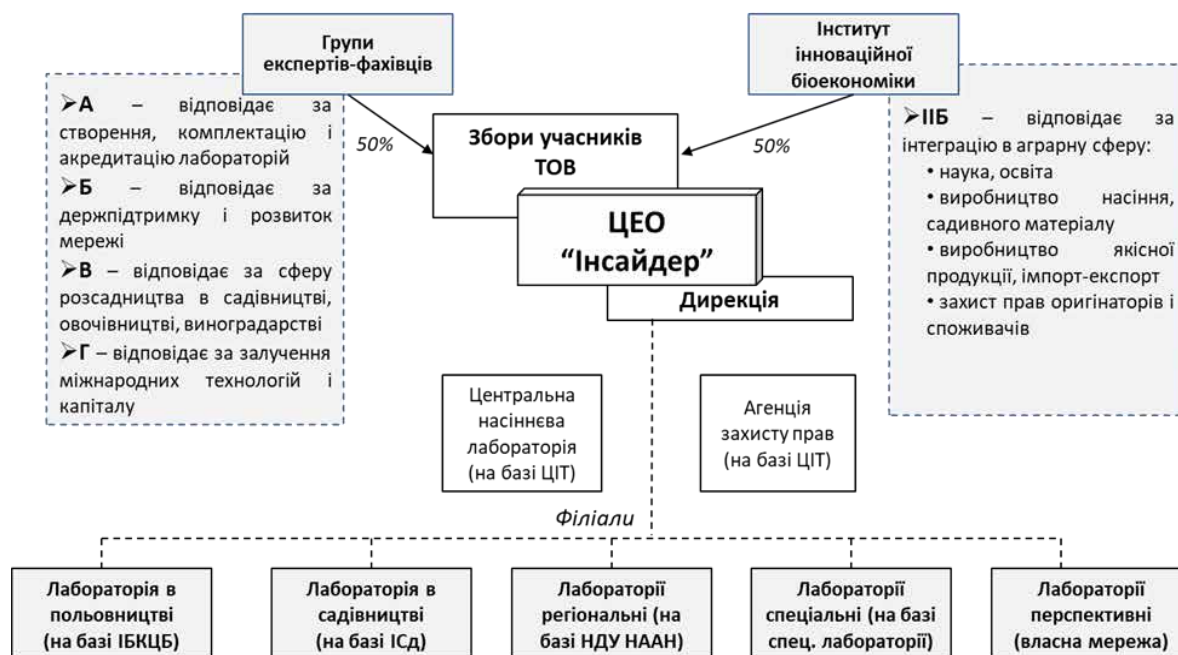 Групи
експертів-фахівців
Інститут
інноваційної
біоекономіки
➢А – відповідає за
створення, комплектацію і
акредитацію лабораторій
➢Б – відповідає за
держпідтримку і розвиток
мережі
➢В – відповідає за сферу
розсадництва в садівництві,
овочівництві, виноградарстві
➢Г – відповідає за залучення
міжнародних технологій і
капіталу
50%
Збори учасників
ТОВ
50%
ЦЕО
“Інсайдер”
Дирекція
➢ІІБ – відповідає за
інтеграцію в аграрну сферу:
• наука, освіта
• виробництво насіння,
садивного матеріалу
• виробництво якісної
продукції, імпорт-експорт
• захист прав оригінаторів і
споживачів
Центральна
насіннєва
лабораторія
(на базі ЦІТ)
Агенція
захисту прав
(на базі ЦІТ)
Філіали
Лабораторія в
польовництві
(на базі ІБКЦБ)
Лабораторія в
садівництві
(на базі ІСд)
Лабораторії
регіональні (на
базі НДУ НААН)
Лабораторії
спеціальні (на базі
спец. лабораторії)
Лабораторії
перспективні
(власна мережа)